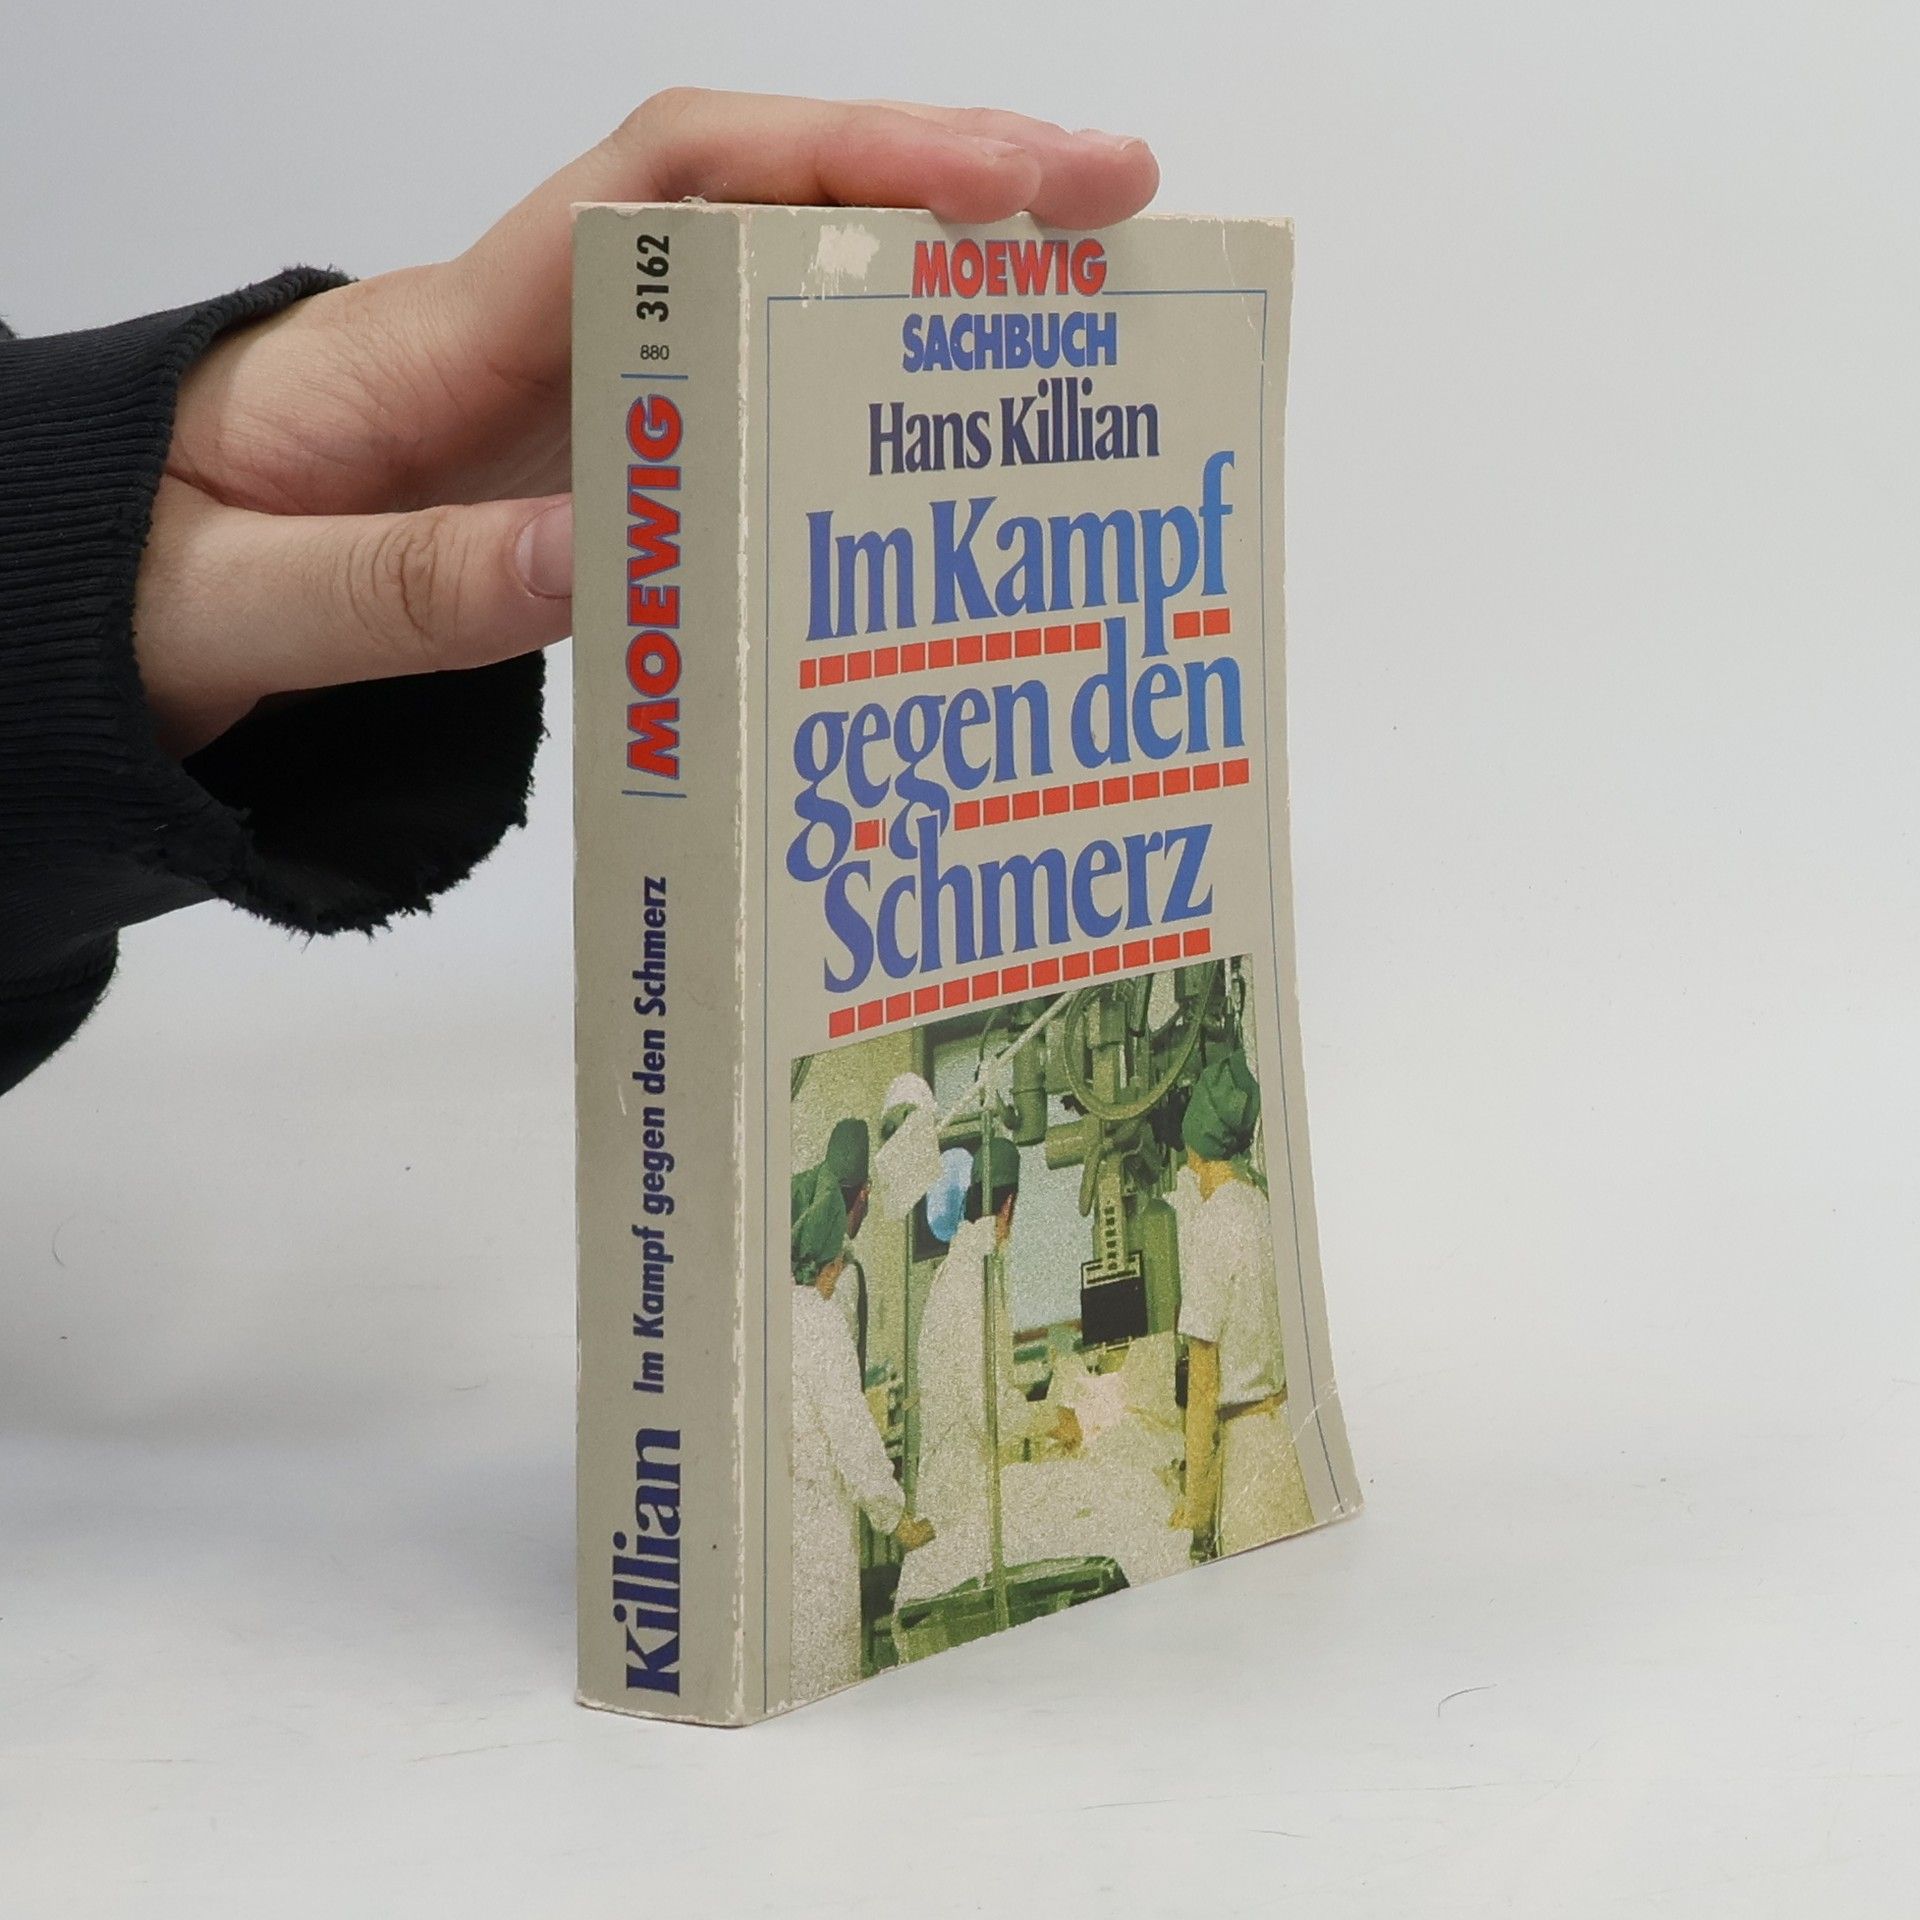 MOEWIG
SACHBUCH
Hans Killian
Im Kampf
gegen den
Schmerz
Killian Im Kampf gegen den Schmerz MOEWIG 880 3162